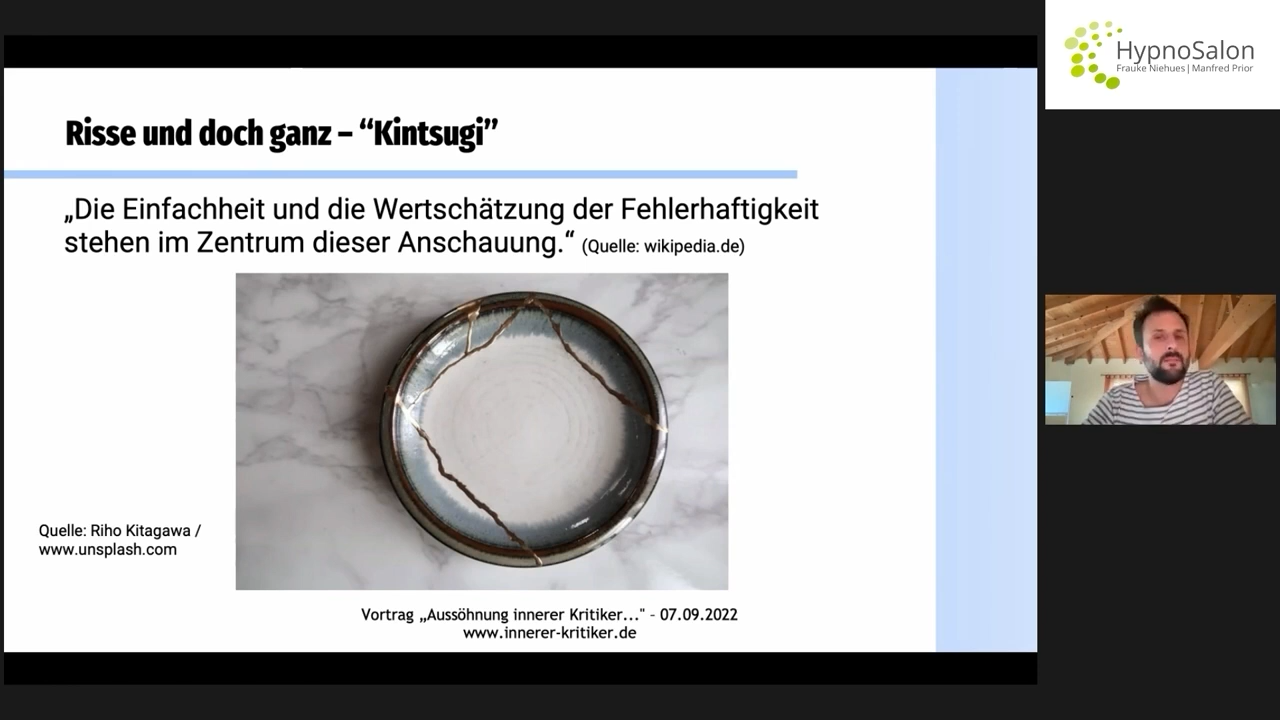 Risse und doch ganz – “Kintsugi”
„Die Einfachheit und die Wertschätzung der Fehlerhaftigkeit
stehen im Zentrum dieser Anschauung.“ (Quelle: wikipedia.de)
Quelle: Riho Kitagawa /
www.unsplash.com
Vortrag „Aussöhnung innerer Kritiker..." – 07.09.2022
www.innerer-kritiker.de
HypnoSalon
Frauke Niehues | Manfred Prior